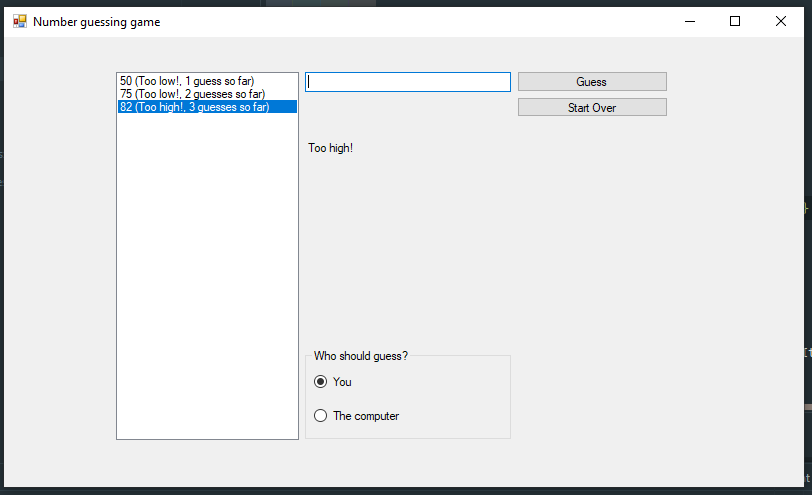 Number guessing game
50 (Too low!, 1 guess so far)
75 (Too low!, 2 guesses so far)
82 (Too high!, 3 guesses so far)
Guess
Start Over
Too high!
Who should guess?
You
The computer